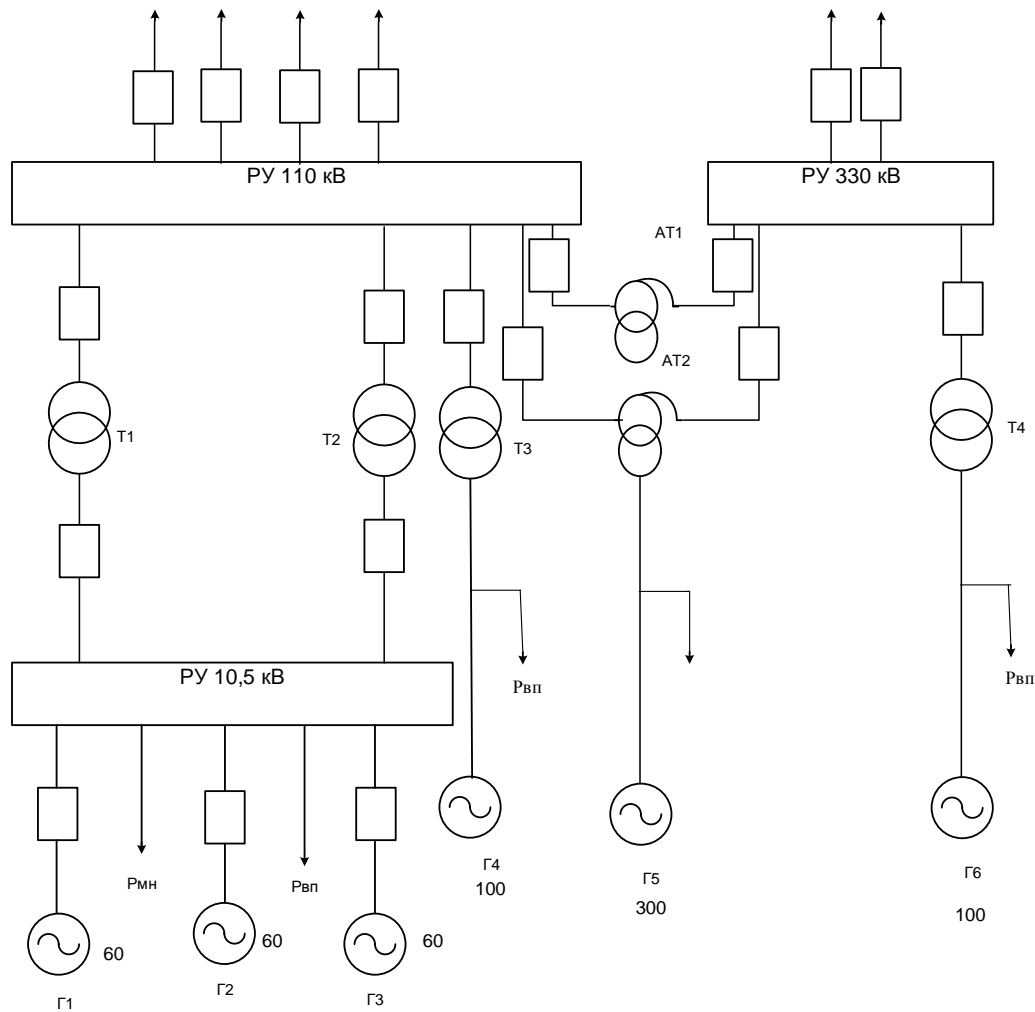 РУ 110 кВ
РУ 330 кВ
АТ1
АТ2
Т1
Т2
Т3
Т4
РУ 10,5 кВ
Рвп
Рвп
Рмн
Рвп
Г4
100
Г5
300
Г6
100
60
60
60
Г1
Г2
Г3